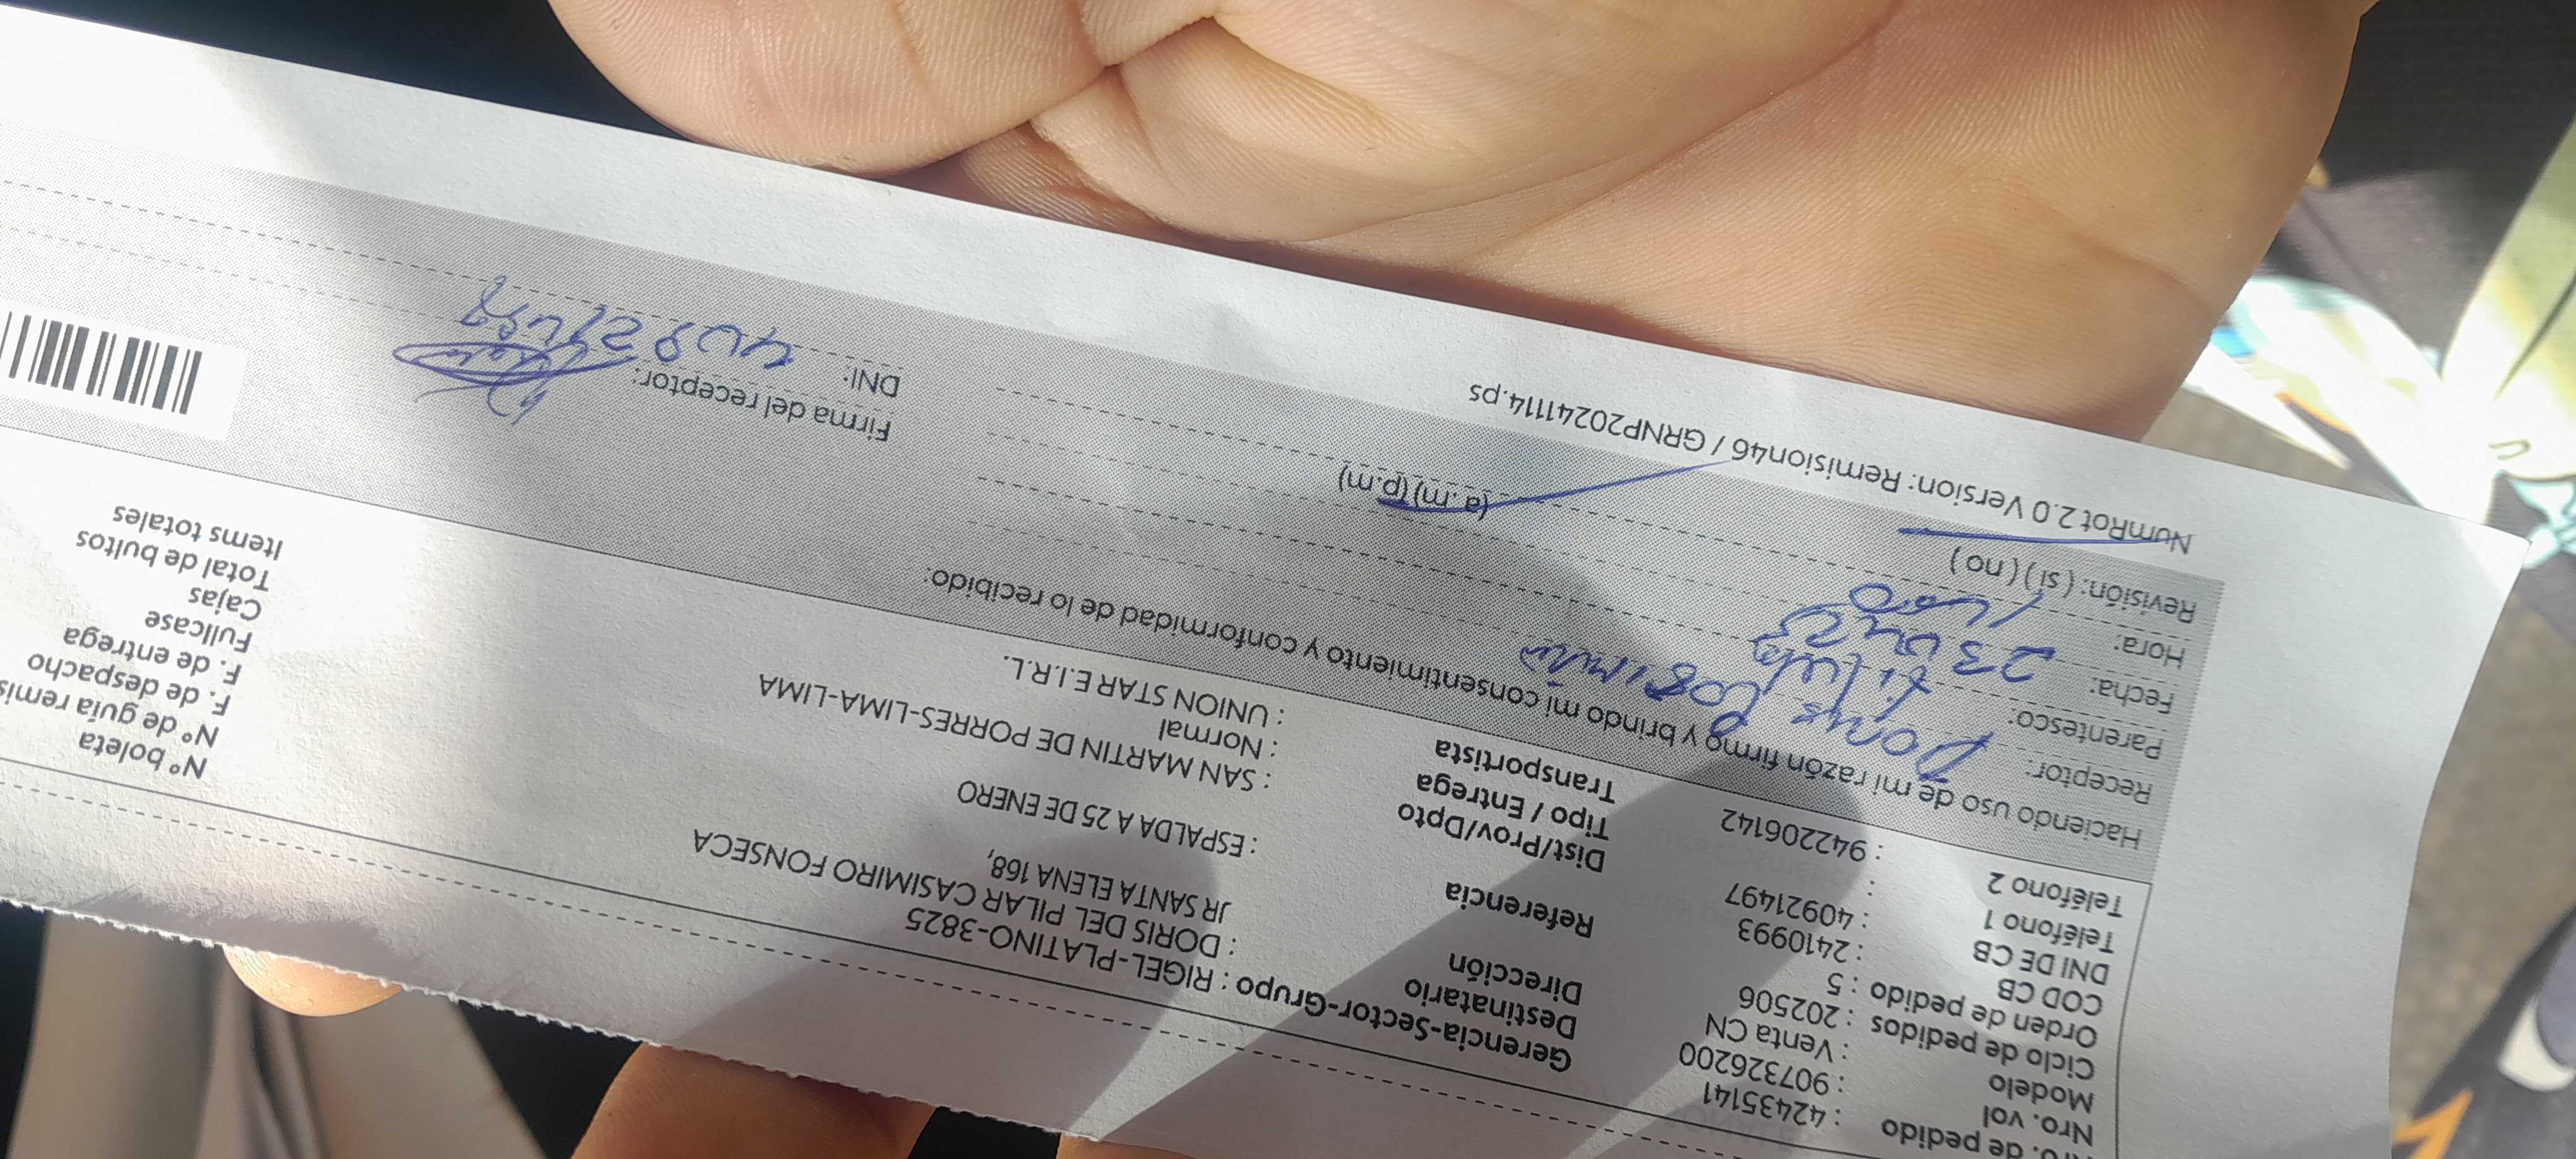 Nro. de pedido : 42435141
Nro. vol : 907326200
Modelo : Venta CN
Ciclo de pedidos : 202506
Orden de pedido : 5
COD CB : 2410993
DNI DE CB : 40921497
Teléfono 1 :
Teléfono 2 : 942206142
Gerencia-Sector-Grupo : RIGEL-PLATINO-3825
Destinatario : DORIS DEL PILAR CASIMIRO FONSECA
Dirección JR SANTA ELENA 168,
Referencia : ESPALDA A 25 DE ENERO
Dist/Prov/Dpto : SAN MARTIN DE PORRES-LIMA-LIMA
Tipo / Entrega : Normal
Transportista : UNION STAR E.I.R.L.
N° boleta
N° de guía remis
F. de despacho
F. de entrega
Fullcase
Cajas
Total de bultos
Items totales
Haciendo uso de mi razón firmo y brindo mi consentimiento y conformidad de lo recibido:
Receptor:
Parentesco:
Fecha:
Hora: (a.m) (p.m)
Revisión: ( si ) ( no )
Firma del receptor:
DNI:
NumRot 2.0 Version: Remision46 / GRNP20241114.ps